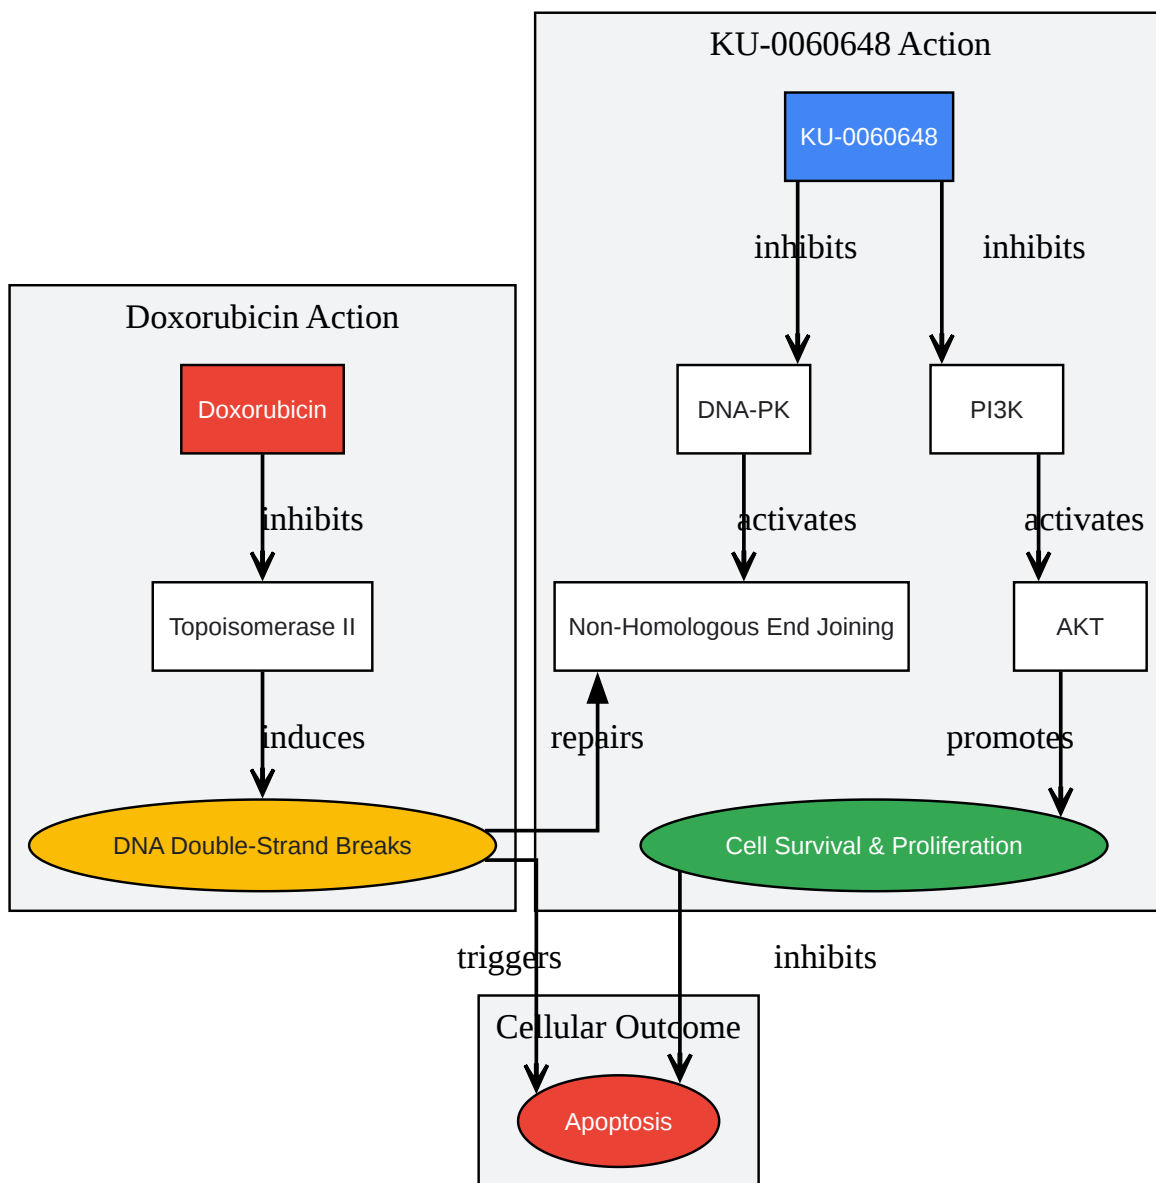 KU-0060648 Action
KU-0060648
inhibits
inhibits
Doxorubicin Action
Doxorubicin
DNA-PK
PI3K
inhibits
activates
activates
Topoisomerase II
Non-Homologous End Joining
AKT
induces
repairs
promotes
DNA Double-Strand Breaks
Cell Survival & Proliferation
triggers
inhibits
Cellular Outcome
Apoptosis